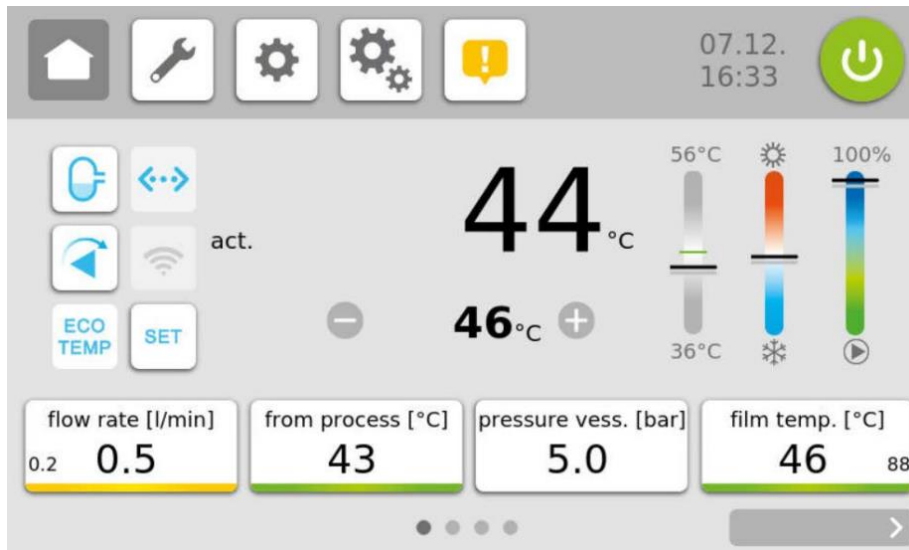 07.12.
16:33
56°C
100%
act.
44 °C
ECO
TEMP
SET
46 °C
36°C
flow rate [l/min]
0.2 0.5
from process [°C]
43
pressure vess. [bar]
5.0
film temp. [°C]
46 88